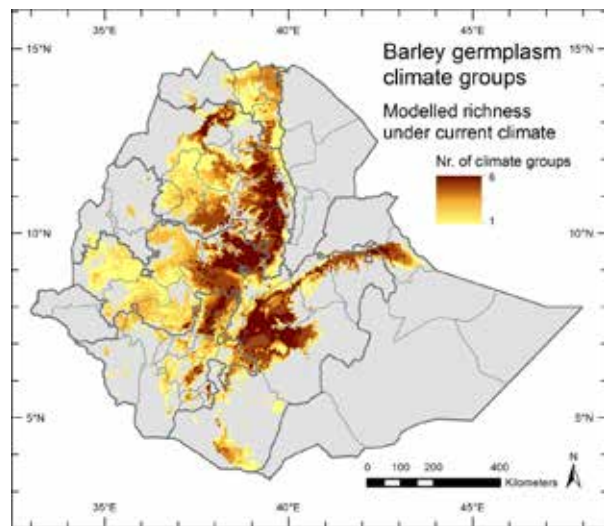 35°E 40°E 45°E
15°N 15°N
Barley germplasm
climate groups
Modelled richness
under current climate
Nr. of climate groups
6
1
10°N 10°N
5°N 5°N
N
0 100 200 400
Kilometers
35°E 40°E 45°E